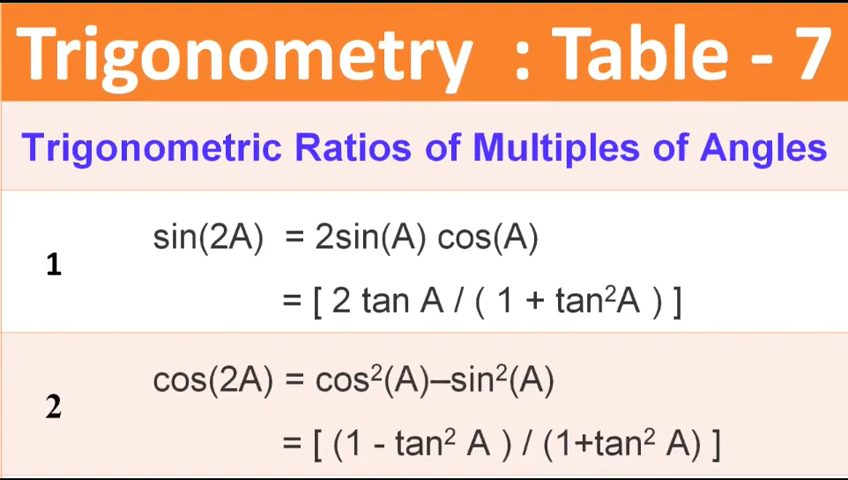 Trigonometry : Table - 7
Trigonometric Ratios of Multiples of Angles
1
sin(2A) = 2sin(A) cos(A)
= [ 2 tan A / ( 1 + tan²A ) ]
2
cos(2A) = cos²(A)–sin²(A)
= [ (1 - tan² A ) / (1+tan² A) ]